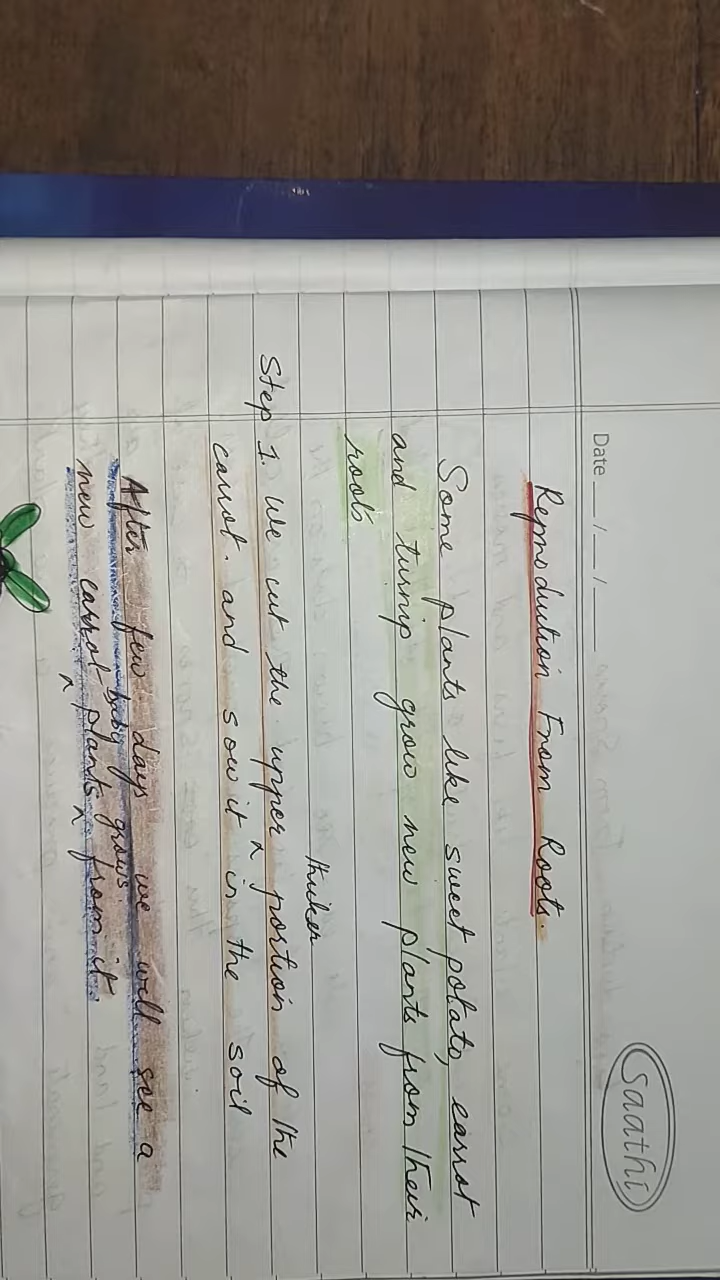 Date __/__/__
Saathi
Reproduction From Roots.
Some plants like sweet potato, carrot
and turnip grow new plants from their
roots
thicker
Step 1. We cut the upper ^ portion of the
carrot. and sow it in the soil
After few days we will see a
baby grows
new carrot ^ plants ^ from it